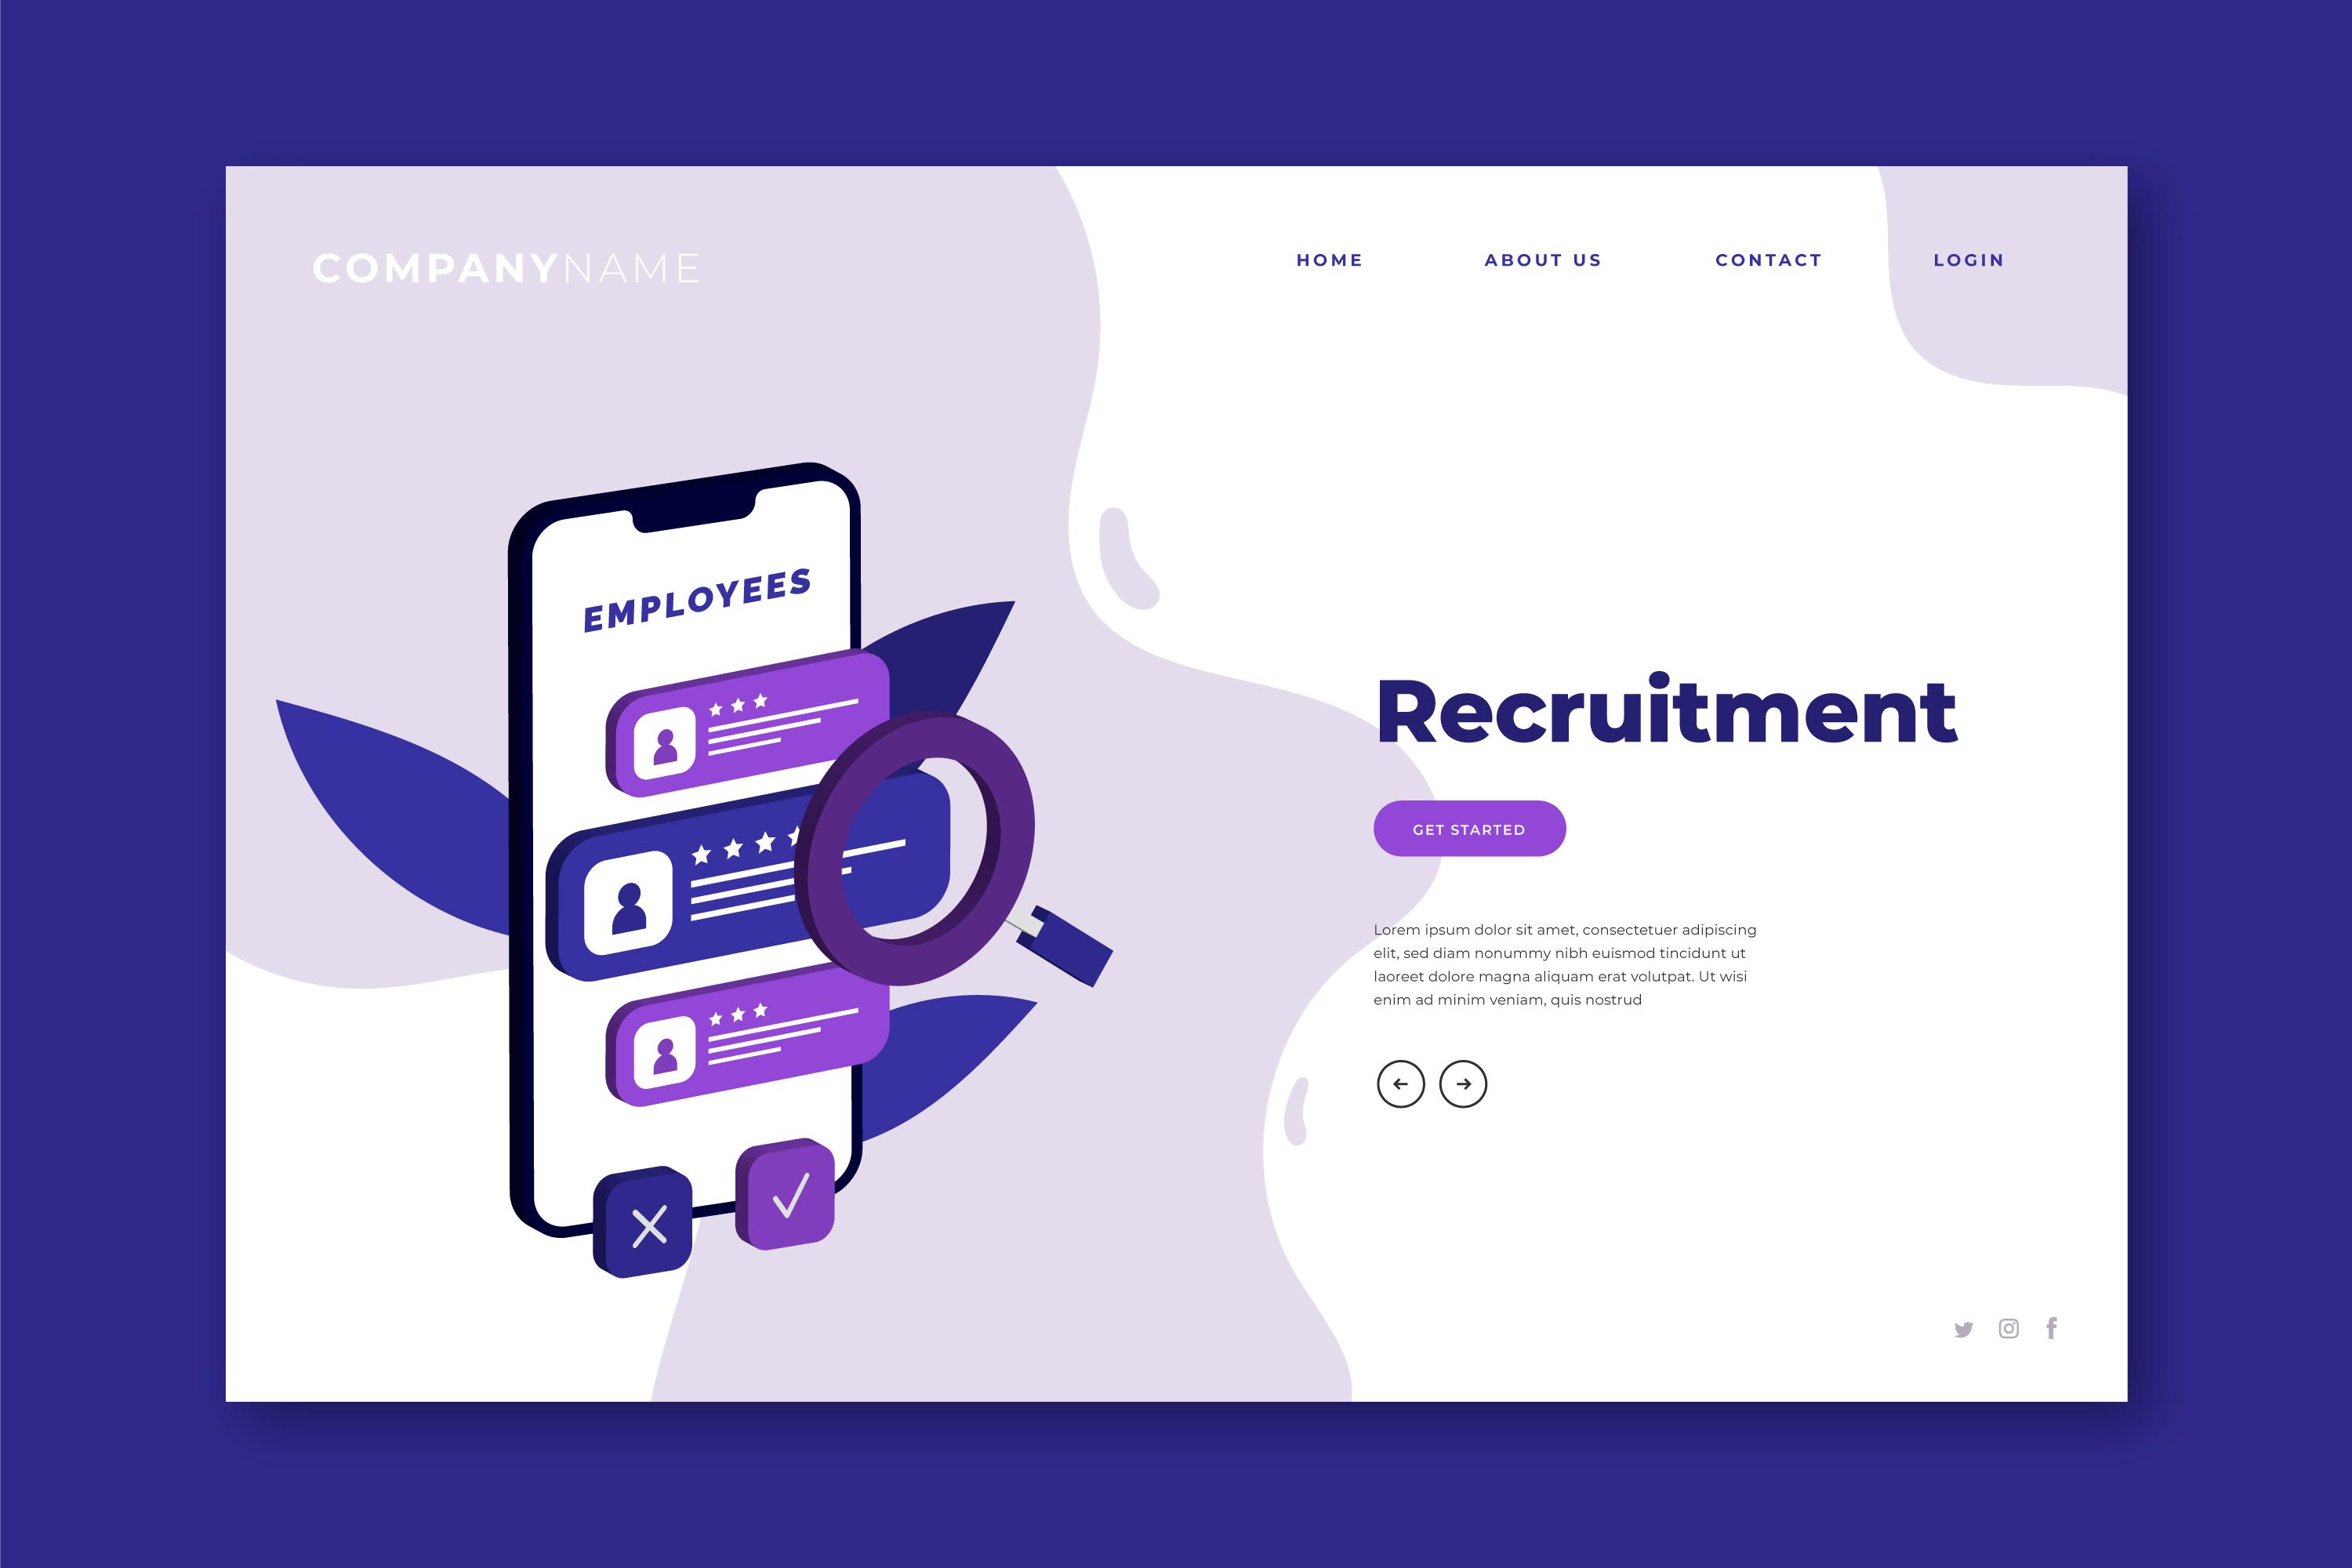 COMPANYNAME
HOME ABOUT US CONTACT LOGIN
EMPLOYEES
Recruitment
GET STARTED
Lorem ipsum dolor sit amet, consectetuer adipiscing
elit, sed diam nonummy nibh euismod tincidunt ut
laoreet dolore magna aliquam erat volutpat. Ut wisi
enim ad minim veniam, quis nostrud